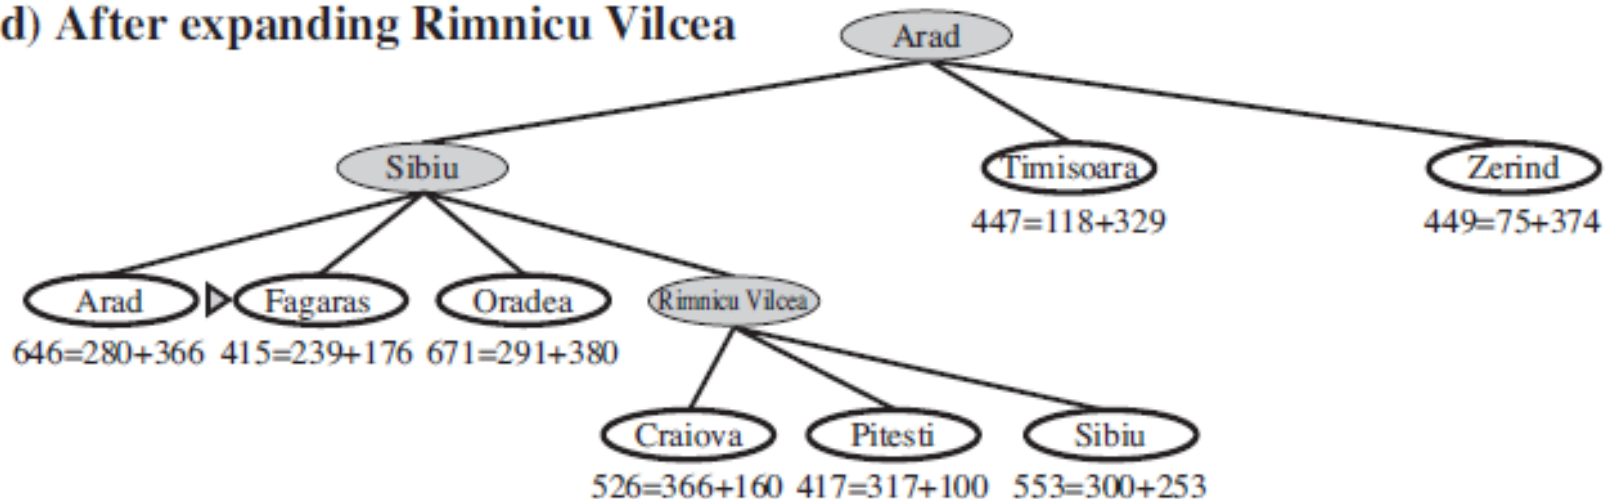 d) After expanding Rimnicu Vilcea
Arad
Sibiu
Timisoara
Zerind
447=118+329
449=75+374
Arad
Fagaras
Oradea
Rimnicu Vilcea
646=280+366
415=239+176
671=291+380
Craiova
Pitesti
Sibiu
526=366+160
417=317+100
553=300+253